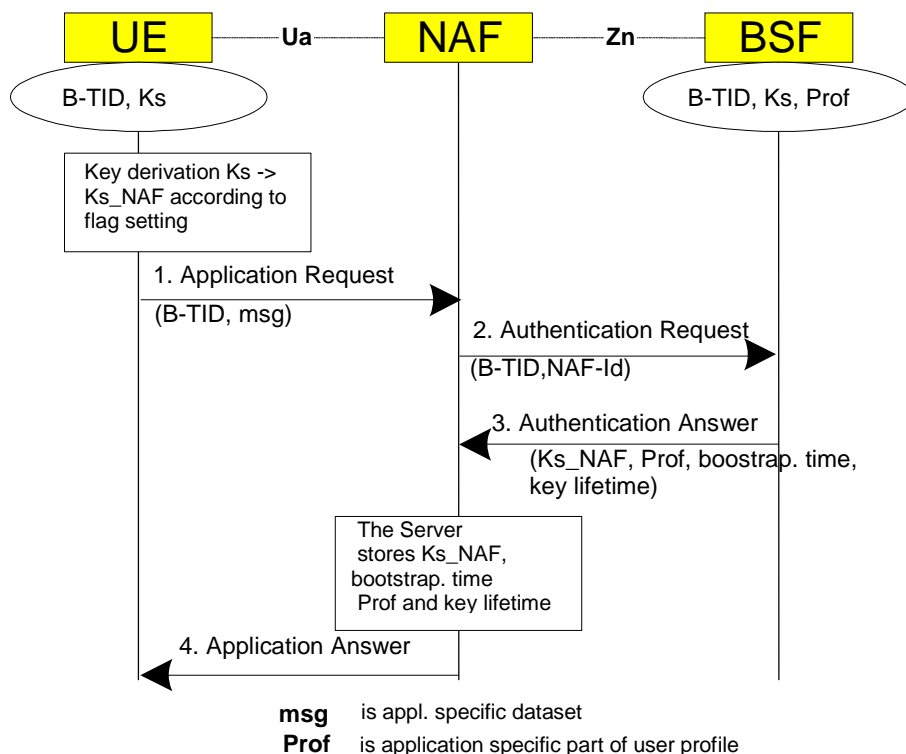 UE Ua NAF Zn BSF
B-TID, Ks
B-TID, Ks, Prof
Key derivation Ks ->
Ks_NAF according to
flag setting
1. Application Request
(B-TID, msg)
2. Authentication Request
(B-TID,NAF-Id)
3. Authentication Answer
(Ks_NAF, Prof, boostrap. time,
key lifetime)
The Server
stores Ks_NAF,
bootstrap. time
Prof and key lifetime
4. Application Answer
msg is appl. specific dataset
Prof is application specific part of user profile